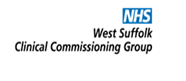 NHS
West Suffolk
Clinical Commissioning Group